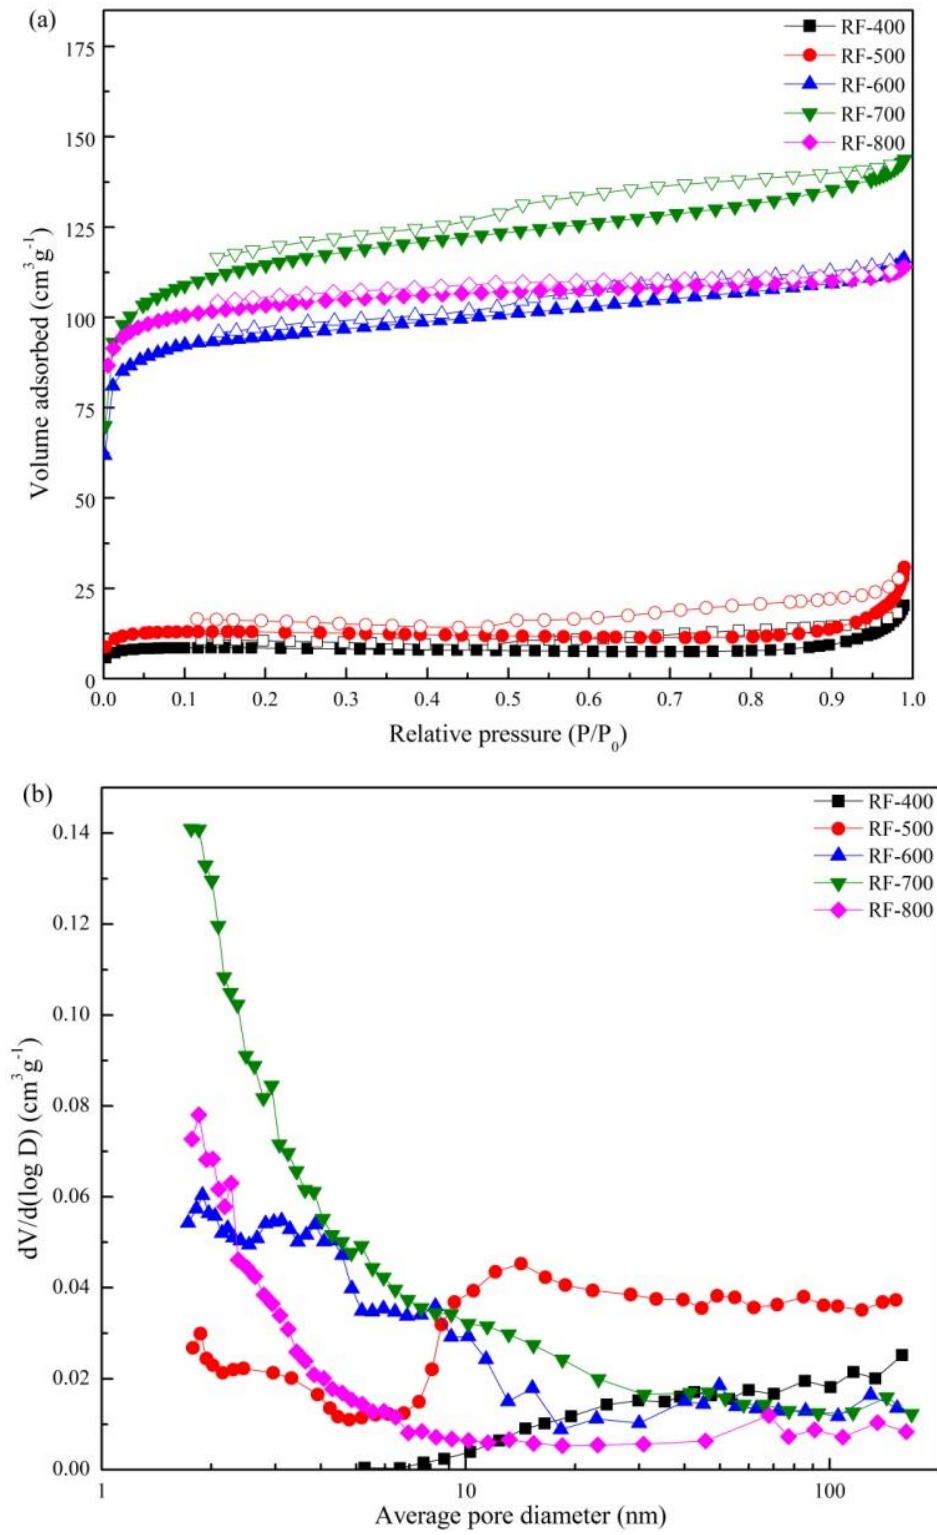 (a)
RF-400
RF-500
RF-600
RF-700
RF-800
175
150
125
100
75
50
25
0
0.0 0.1 0.2 0.3 0.4 0.5 0.6 0.7 0.8 0.9 1.0
Volume adsorbed (cm³g⁻¹)
Relative pressure (P/P₀)
(b)
RF-400
RF-500
RF-600
RF-700
RF-800
0.14
0.12
0.10
0.08
0.06
0.04
0.02
0.00
1 10 100
dV/d(log D) (cm³g⁻¹)
Average pore diameter (nm)